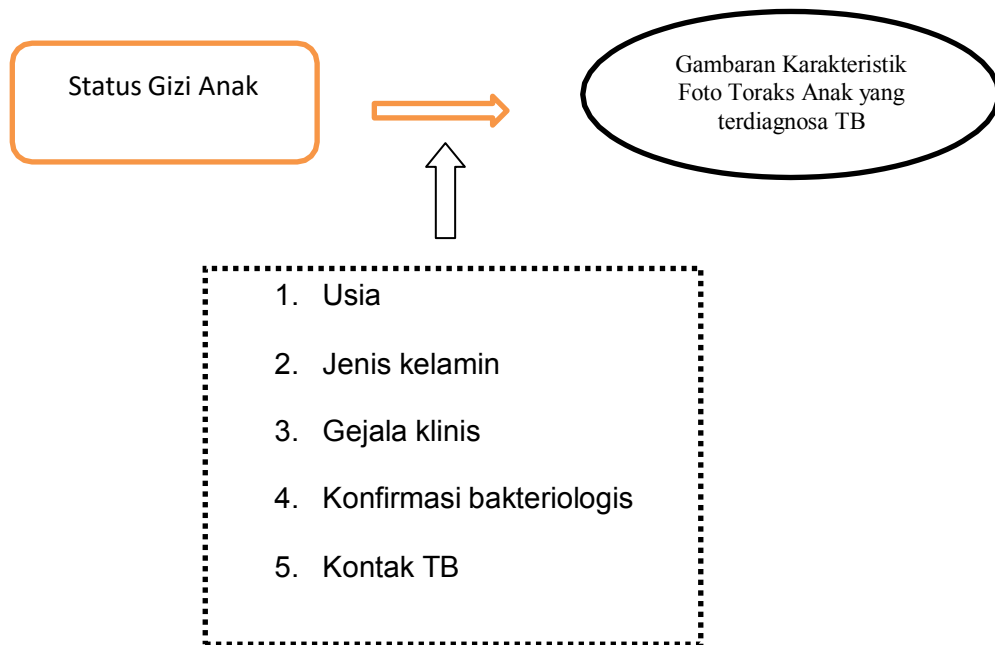 Status Gizi Anak
Gambaran Karakteristik
Foto Toraks Anak yang
terdiagnosa TB
1. Usia
2. Jenis kelamin
3. Gejala klinis
4. Konfirmasi bakteriologis
5. Kontak TB